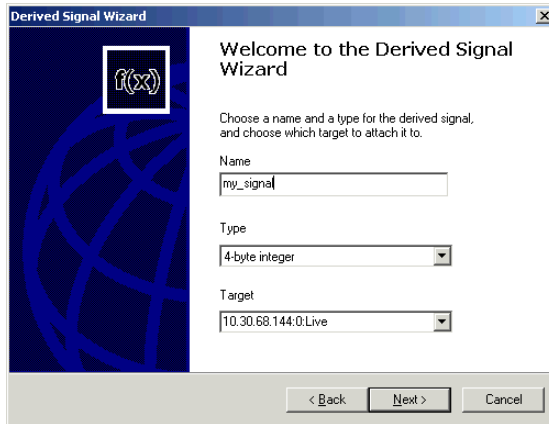 Derived Signal Wizard
f(x)
Welcome to the Derived Signal
Wizard
Choose a name and a type for the derived signal,
and choose which target to attach it to.
Name
my_signal
Type
4-byte integer
Target
10.30.68.144:0:Live
< Back
Next >
Cancel